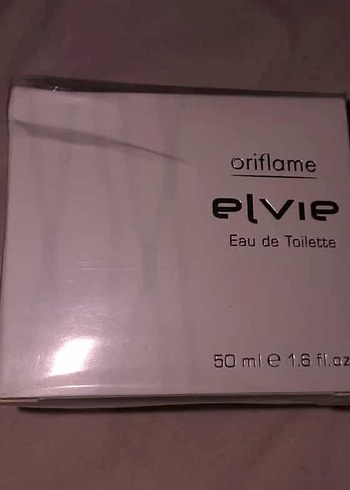 oriflame
elvie
Eau de Toilette
50 ml ℮ 1.6 fl.oz